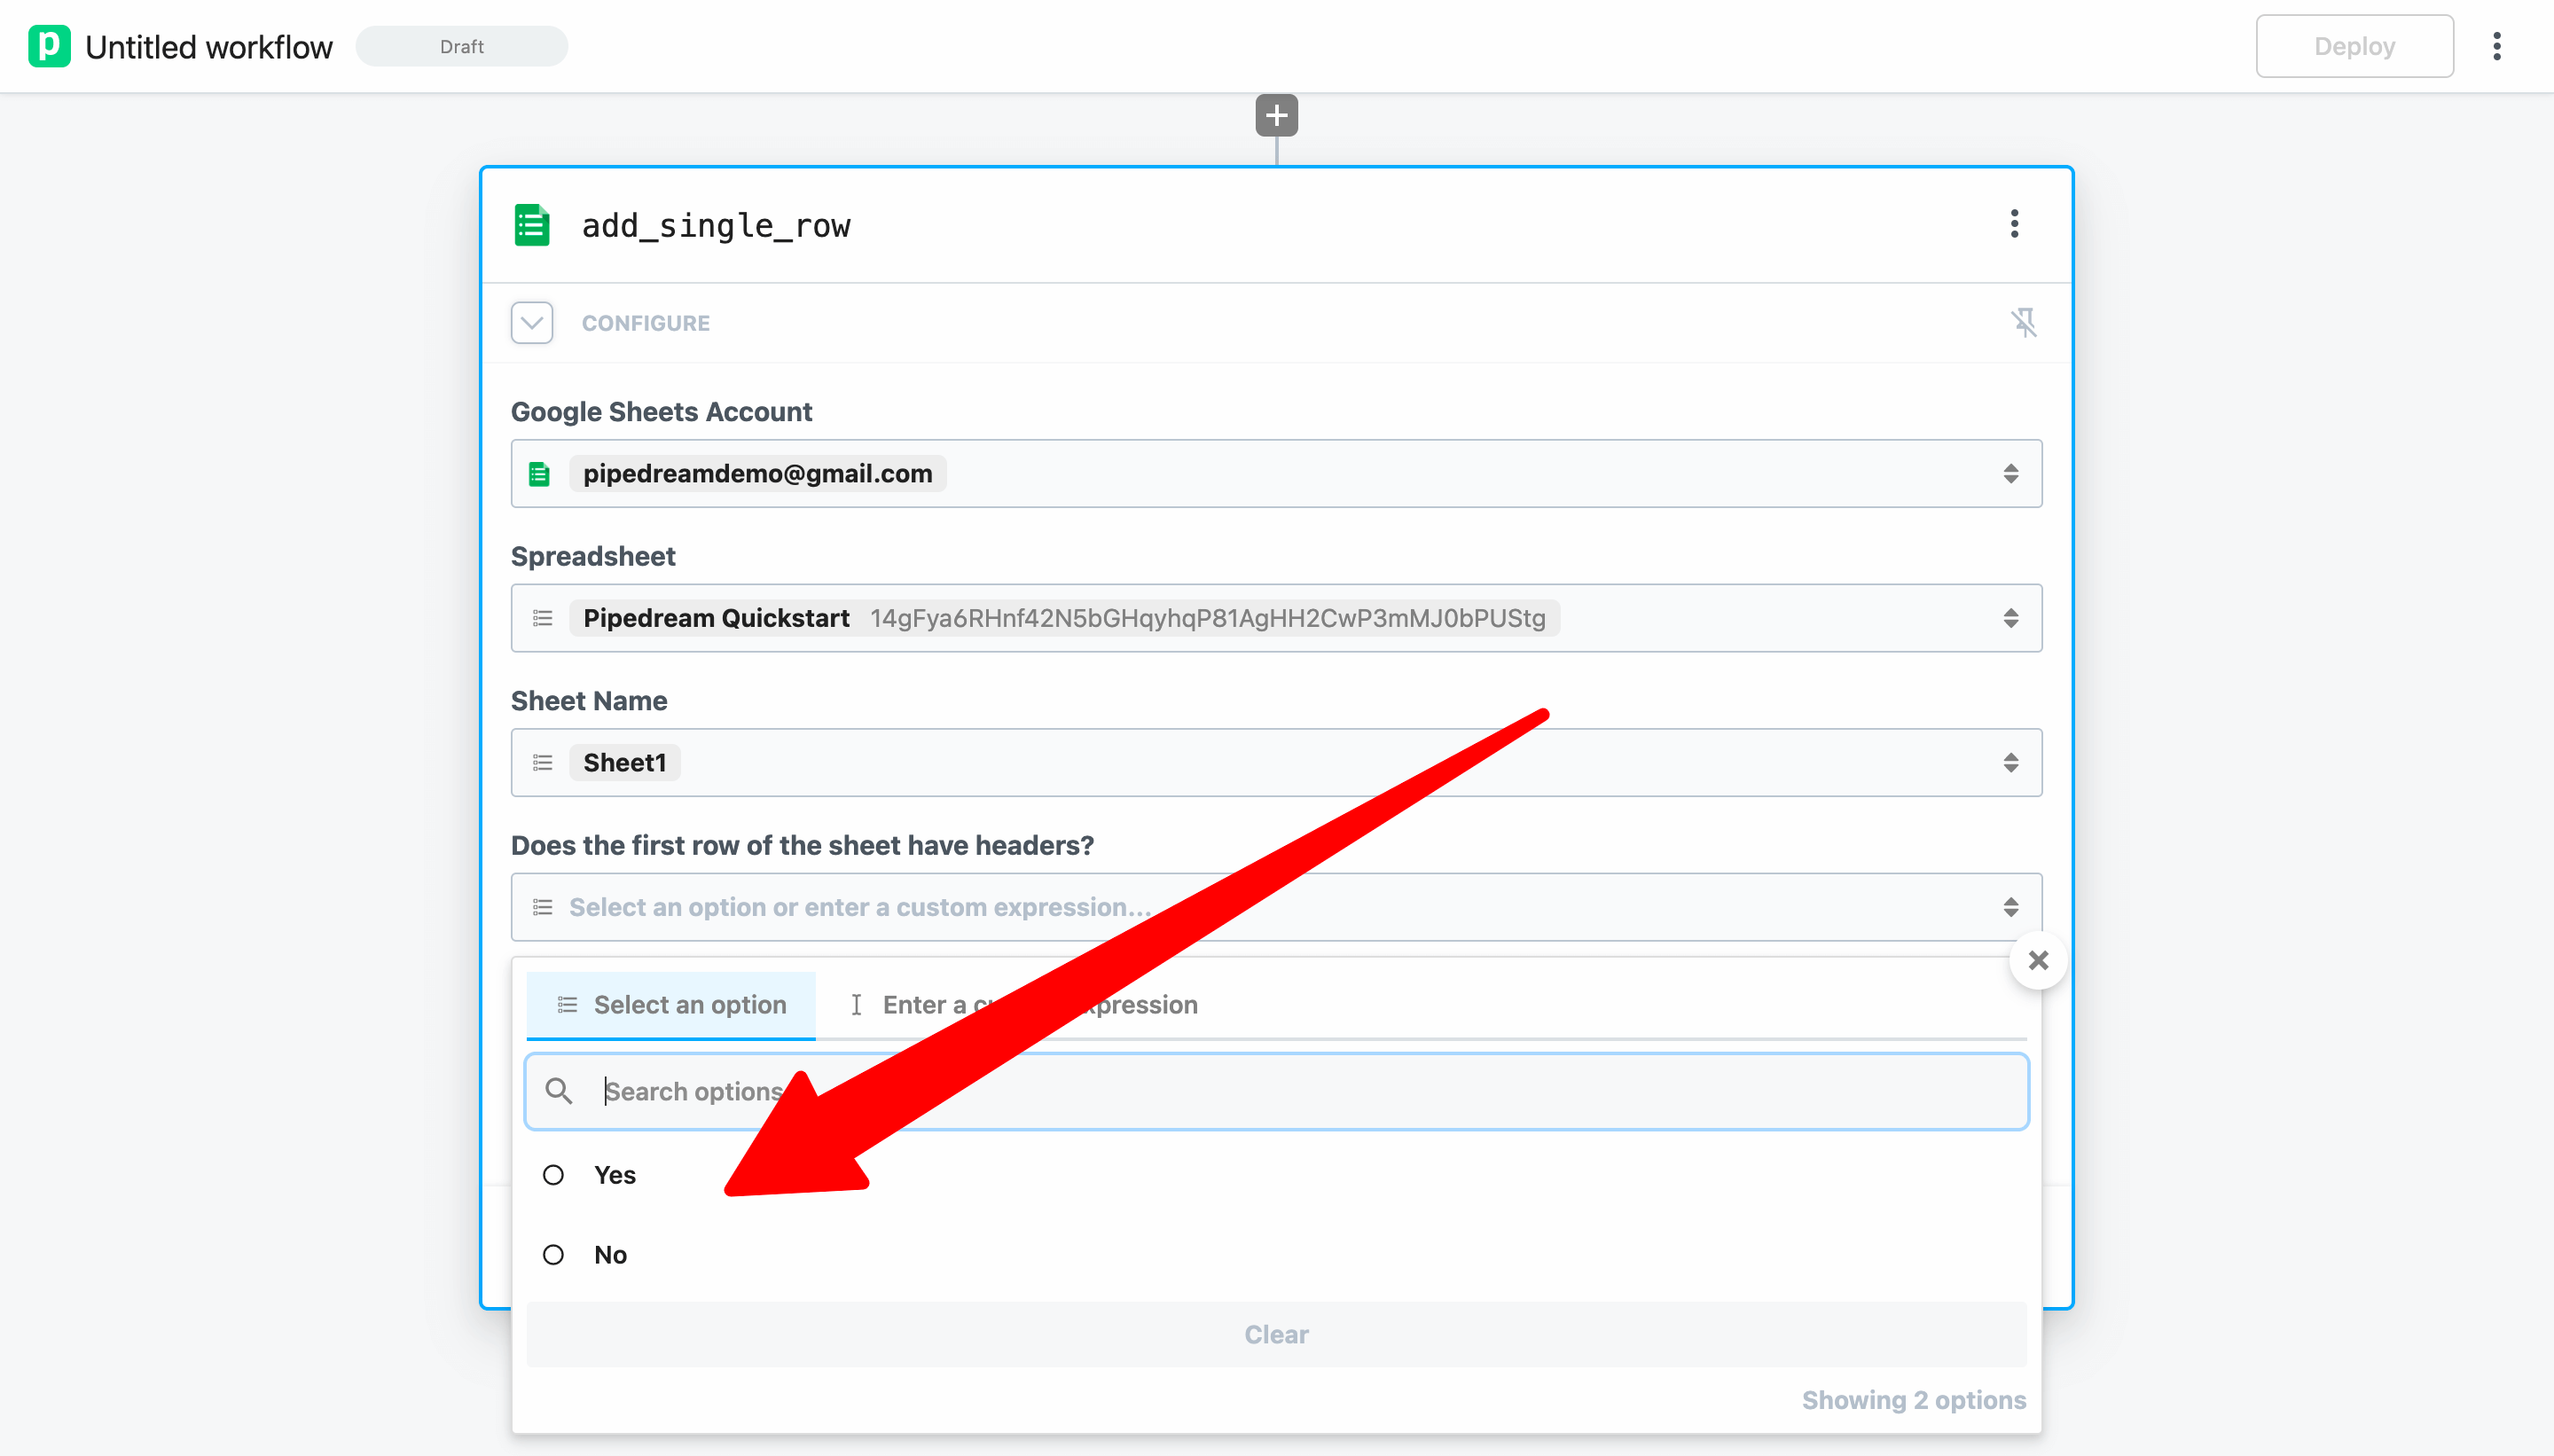 p Untitled workflow Draft Deploy
add_single_row
CONFIGURE
Google Sheets Account
pipedreamdemo@gmail.com
Spreadsheet
Pipedream Quickstart 14gFya6RHnf42N5bGHqyhqP81AgHH2CwP3mMJ0bPUStg
Sheet Name
Sheet1
Does the first row of the sheet have headers?
Select an option or enter a custom expression...
Select an option Enter a
Search options
Yes
No
Clear
Showing 2 options